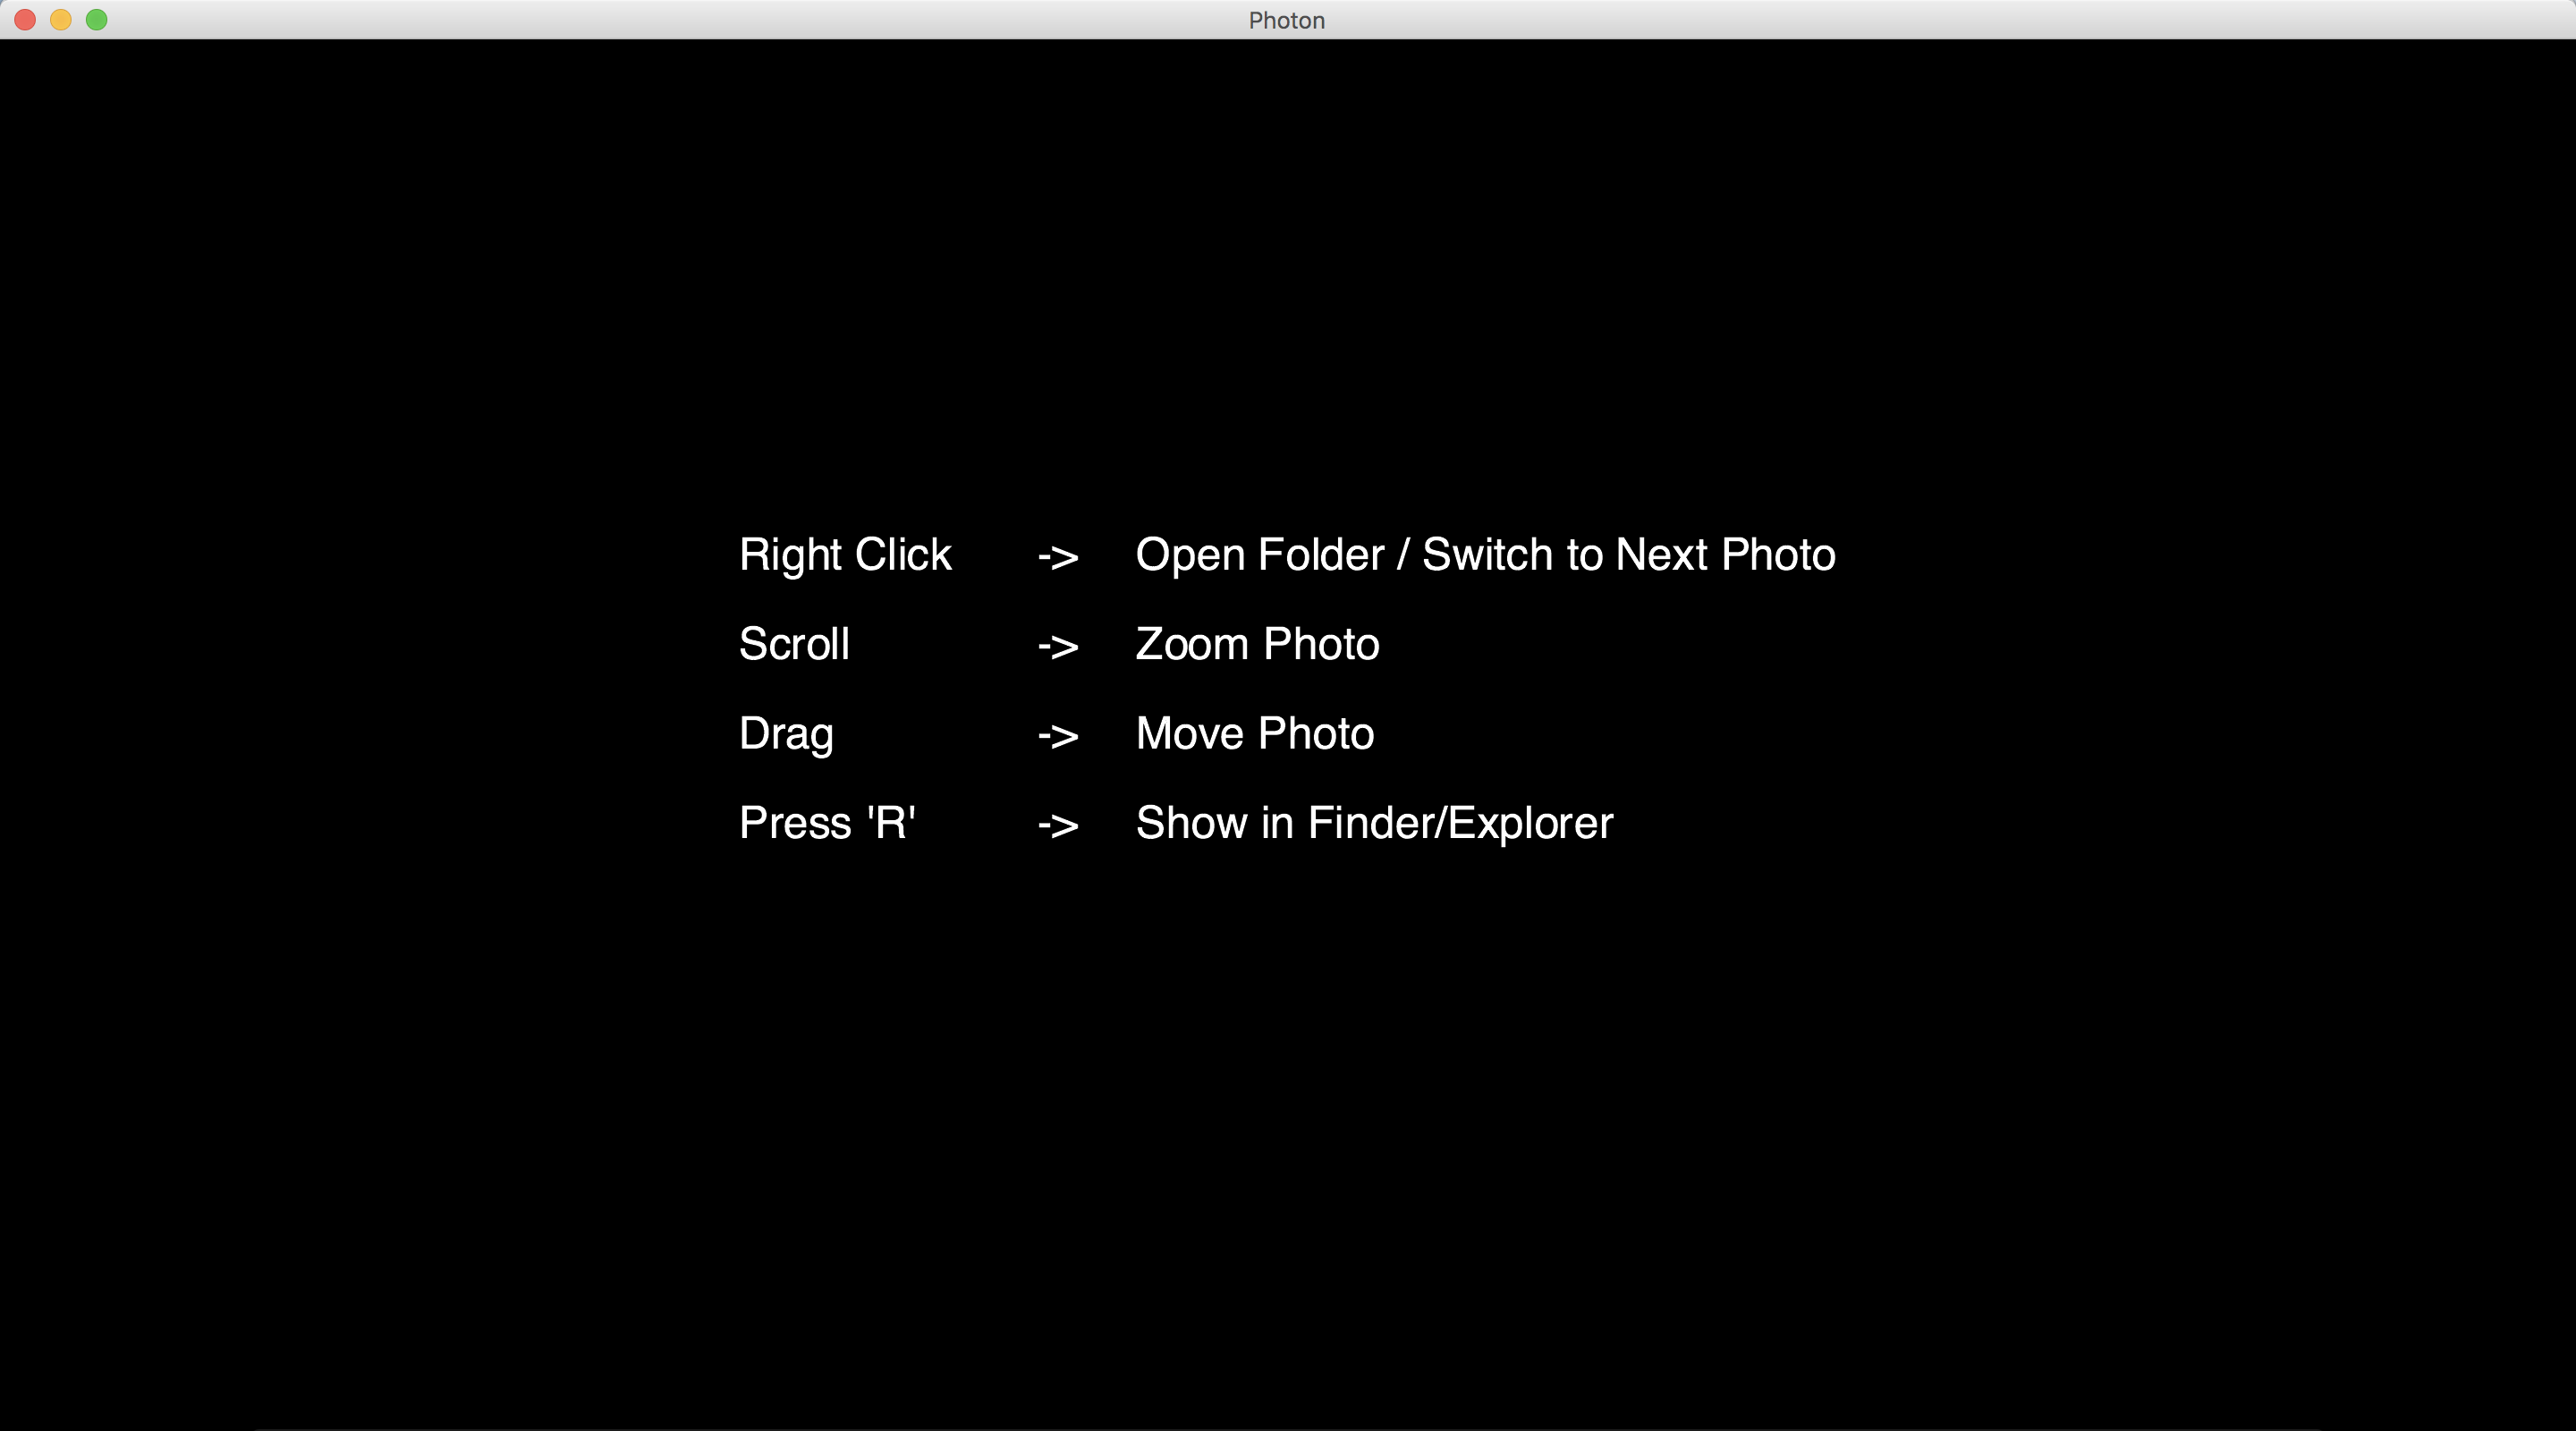 Photon
Right Click -> Open Folder / Switch to Next Photo
Scroll -> Zoom Photo
Drag -> Move Photo
Press 'R' -> Show in Finder/Explorer